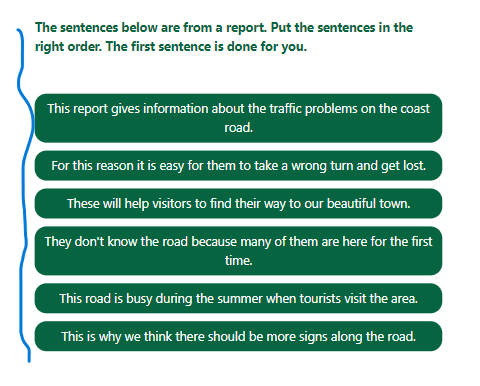 The sentences below are from a report. Put the sentences in the
right order. The first sentence is done for you.
This report gives information about the traffic problems on the coast
road.
For this reason it is easy for them to take a wrong turn and get lost.
These will help visitors to find their way to our beautiful town.
They don't know the road because many of them are here for the first
time.
This road is busy during the summer when tourists visit the area.
This is why we think there should be more signs along the road.